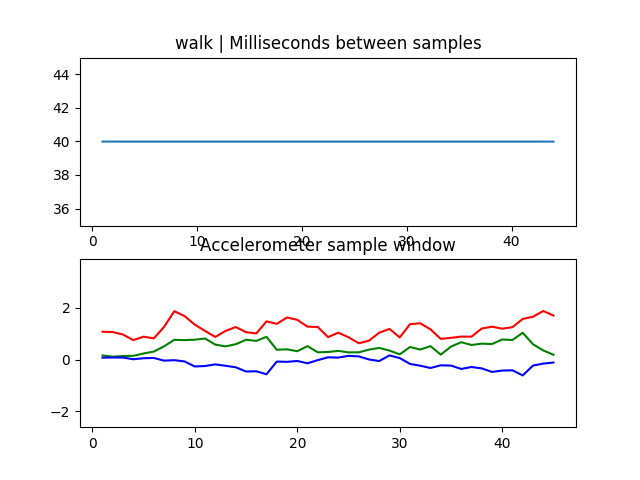 walk | Milliseconds between samples
44
42
40
38
36
0 10 20 30 40
Accelerometer sample window
2
0
−2
0 10 20 30 40